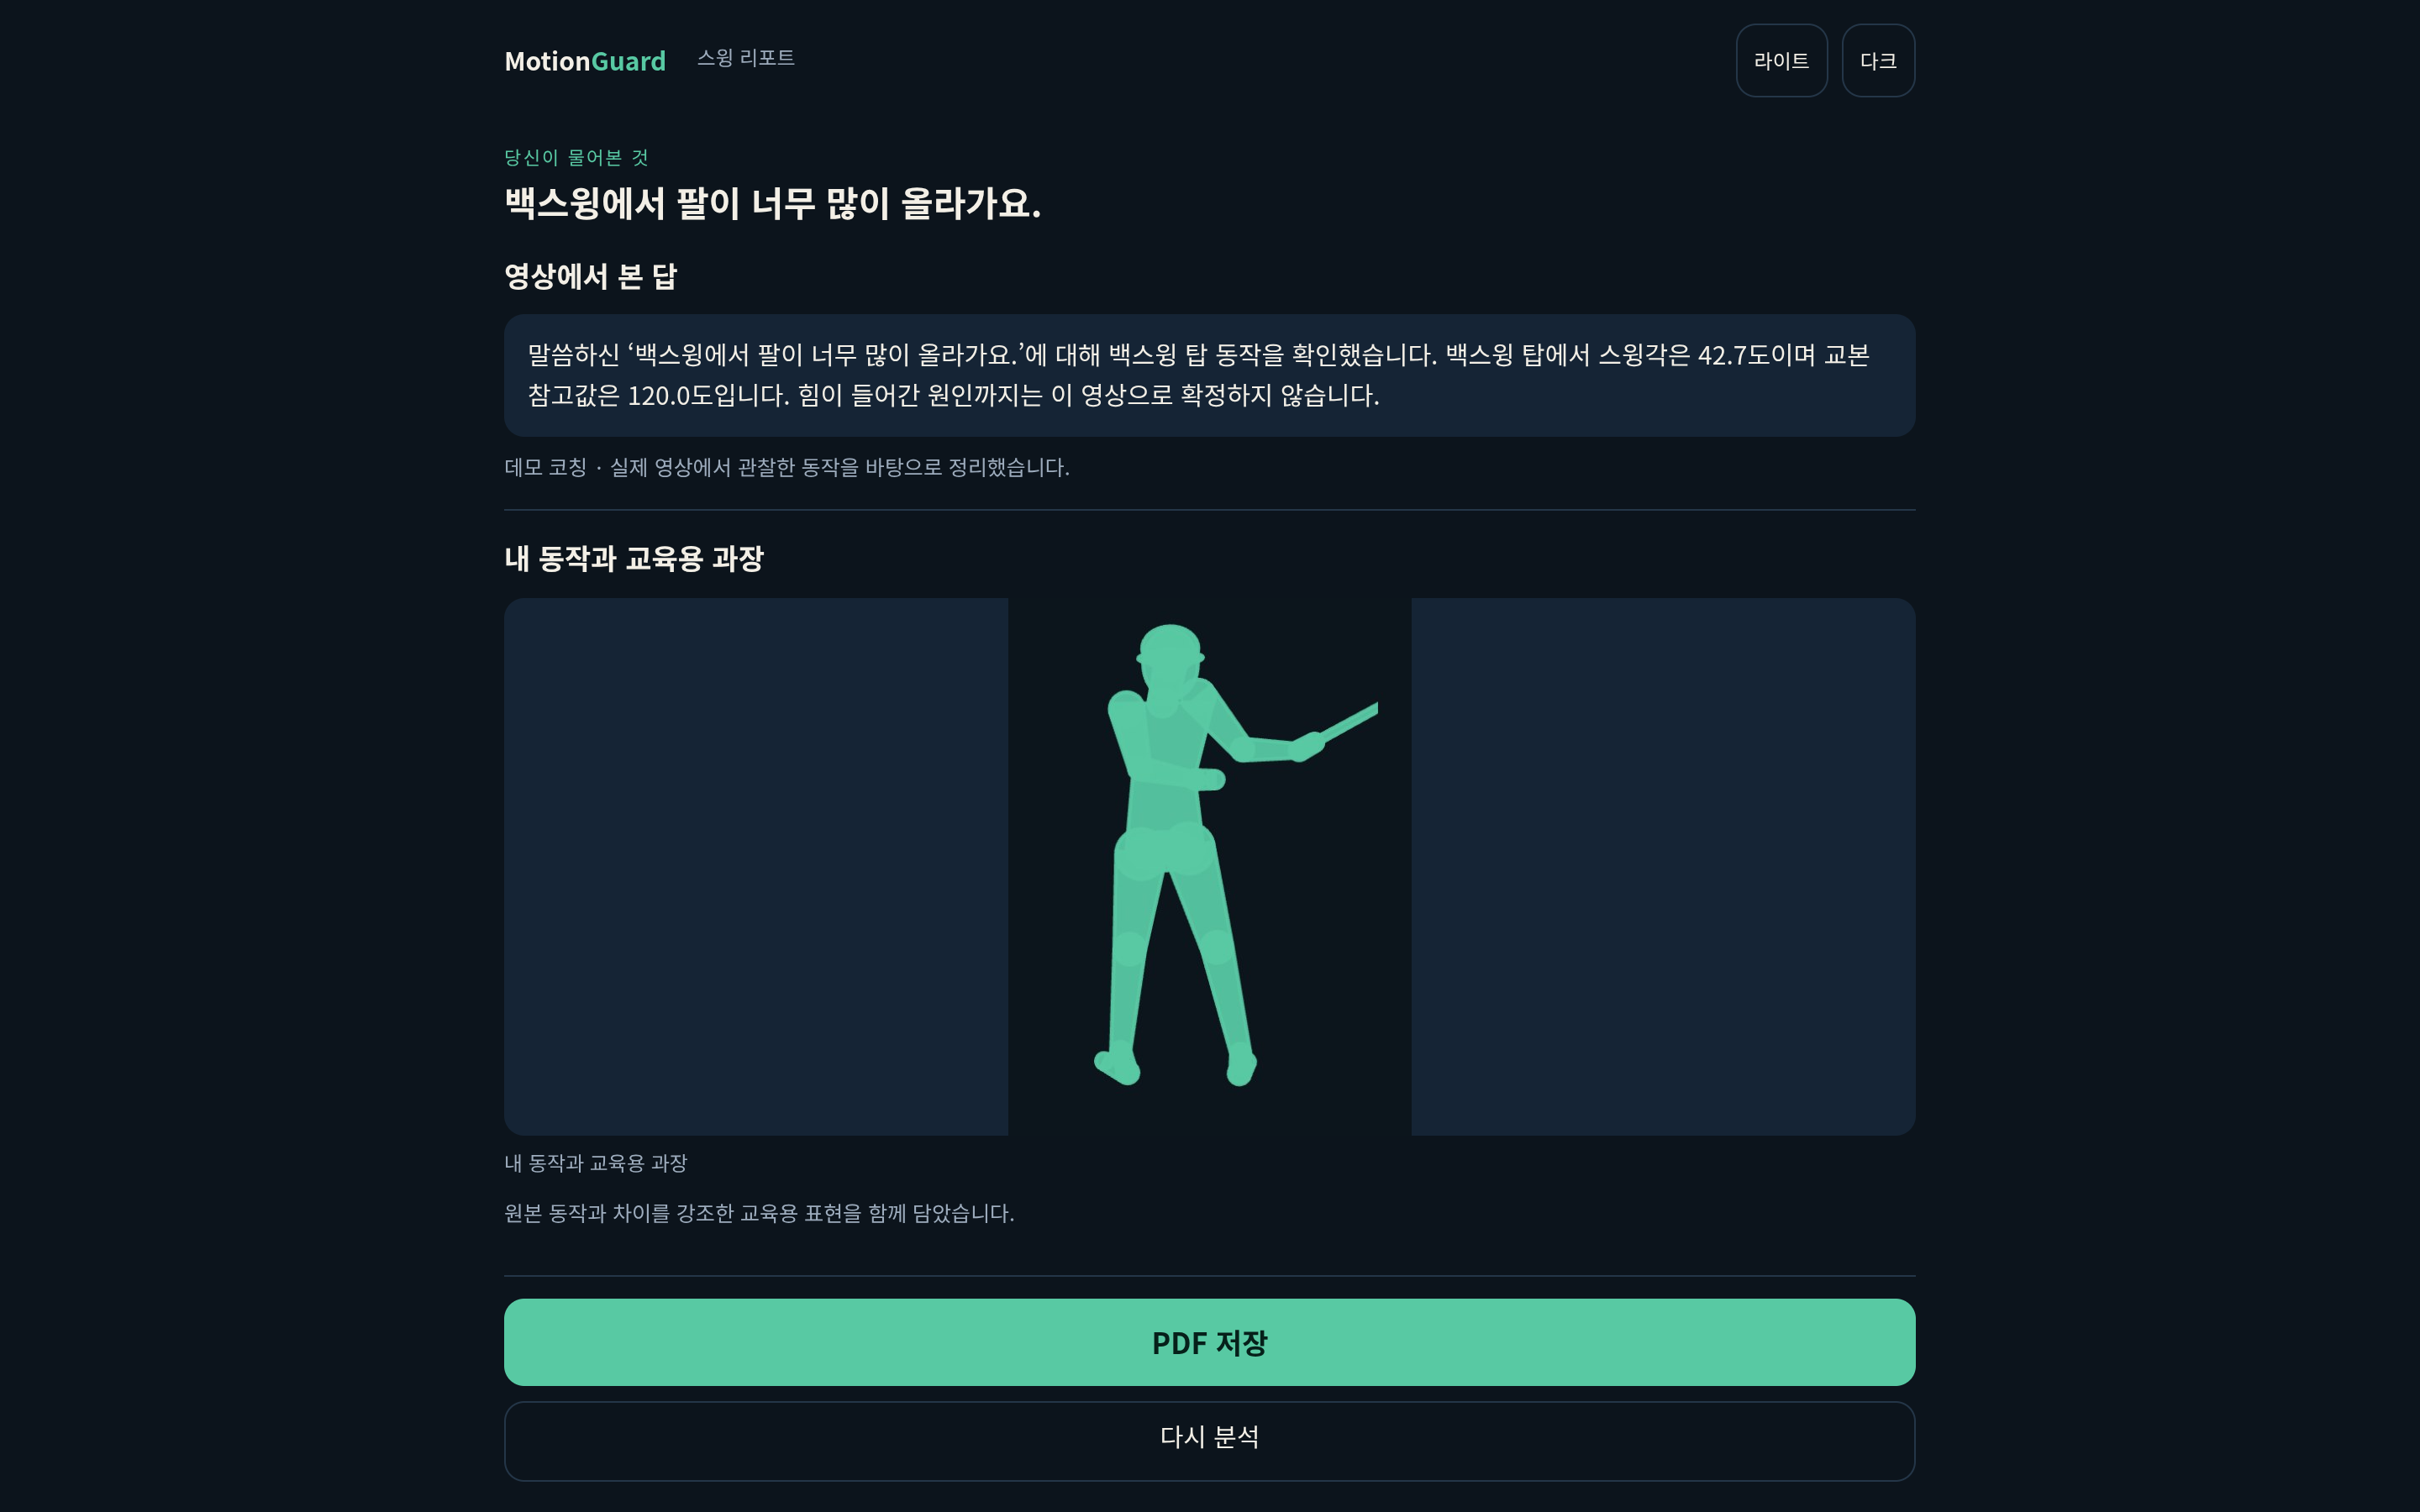 MotionGuard 스윙 리포트
라이트 다크
당신이 물어본 것
백스윙에서 팔이 너무 많이 올라가요.
영상에서 본 답
말씀하신 ‘백스윙에서 팔이 너무 많이 올라가요.’에 대해 백스윙 탑 동작을 확인했습니다. 백스윙 탑에서 스윙각은 42.7도이며 교본
참고값은 120.0도입니다. 힘이 들어간 원인까지는 이 영상으로 확정하지 않습니다.
데모 코칭 · 실제 영상에서 관찰한 동작을 바탕으로 정리했습니다.
내 동작과 교육용 과장
내 동작과 교육용 과장
원본 동작과 차이를 강조한 교육용 표현을 함께 담았습니다.
PDF 저장
다시 분석